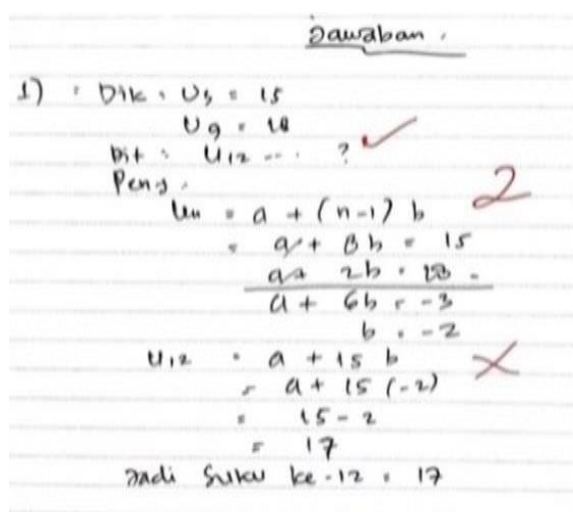 Jawaban.
1) Dik : U3 = 15
U9 = 18
Dit : U12 .... ?
Peny.
Un = a + (n-1) b 2
= a + 8b = 15
a + 2b = 18 -
a + 6b = -3
b = -2
U12 = a + 15 b
= a + 15 (-2)
= 15 - 2
= 17
Jadi Suku ke-12 = 17